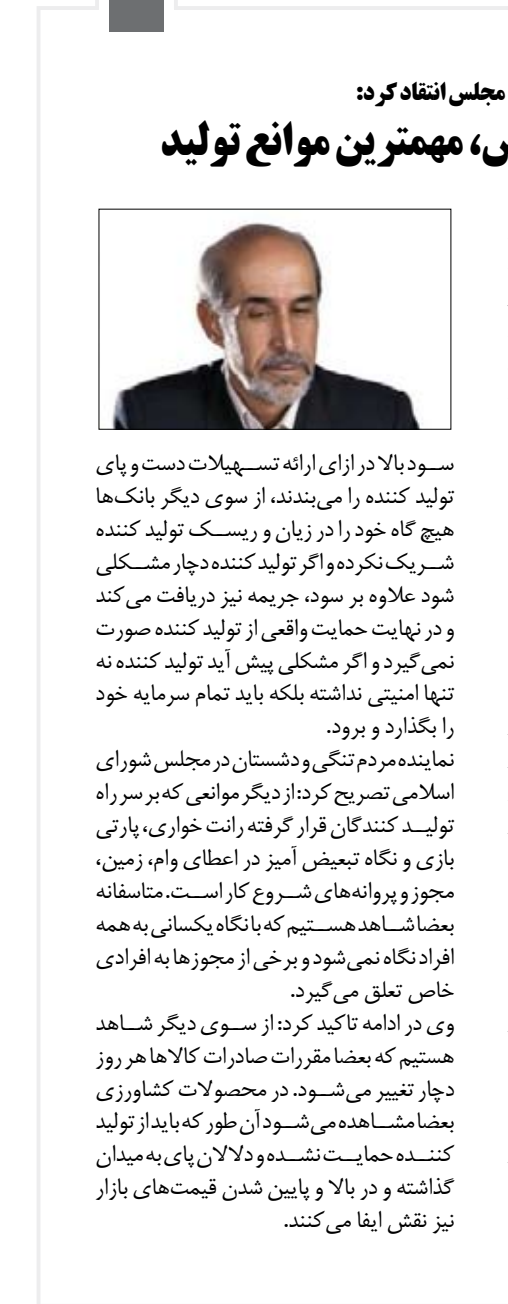 مجلس انتقاد کرد:
مهمترین موانع تولید
سود بالا در ازای ارائه تسهیلات دست و پای
تولید کننده را می‌بندند، از سوی دیگر بانک‌ها
هیچ گاه خود را در زیان و ریسک تولید کننده
شریک نکرده و اگر تولید کننده دچار مشکلی
شود علاوه بر سود، جریمه نیز دریافت می کند
و در نهایت حمایت واقعی از تولید کننده صورت
نمی گیرد و اگر مشکلی پیش آید تولید کننده نه
تنها امنیتی نداشته بلکه باید تمام سرمایه خود
را بگذارد و برود.
نماینده مردم تنگی و دشستان در مجلس شورای
اسلامی تصریح کرد: از دیگر موانعی که بر سر راه
تولیــد کنندگان قرار گرفته رانت خواری، پارتی
بازی و نگاه تبعیض آمیز در اعطای وام، زمین،
مجوز و پروانه‌های شروع کار است. متاسفانه
بعضا شاهد هستیم که با نگاه یکسانی به همه
افراد نگاه نمی‌شود و برخی از مجوزها به افرادی
خاص تعلق می گیرد.
وی در ادامه تاکید کرد: از سوی دیگر شاهد
هستیم که بعضا مقررات صادرات کالاها هر روز
دچار تغییر می‌شود. در محصولات کشاورزی
بعضا مشاهده می‌شود آن طور که باید از تولید
کننده حمایت نشده و دلالان پای به میدان
گذاشته و در بالا و پایین شدن قیمت‌های بازار
نیز نقش ایفا می کنند.